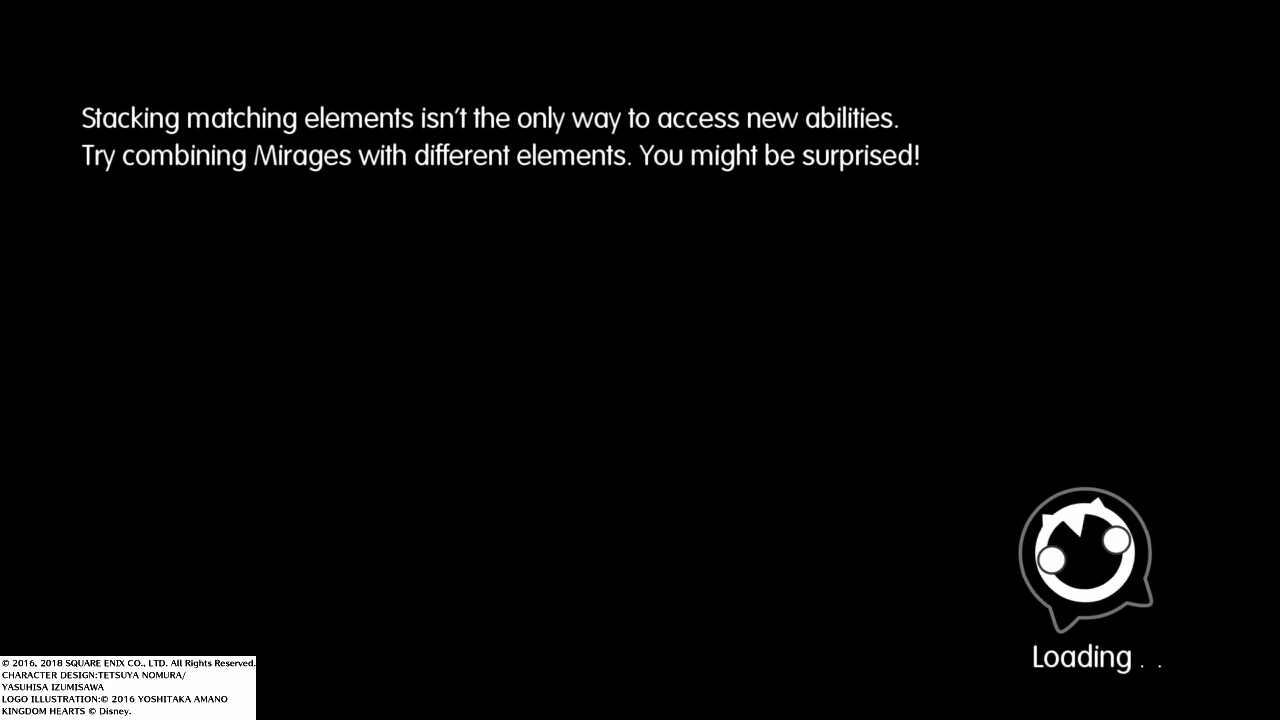 Stacking matching elements isn't the only way to access new abilities.
Try combining Mirages with different elements. You might be surprised!
Loading . .
© 2016, 2018 SQUARE ENIX CO., LTD. All Rights Reserved.
CHARACTER DESIGN:TETSUYA NOMURA/
YASUHISA IZUMISAWA
LOGO ILLUSTRATION:© 2016 YOSHITAKA AMANO
KINGDOM HEARTS © Disney.